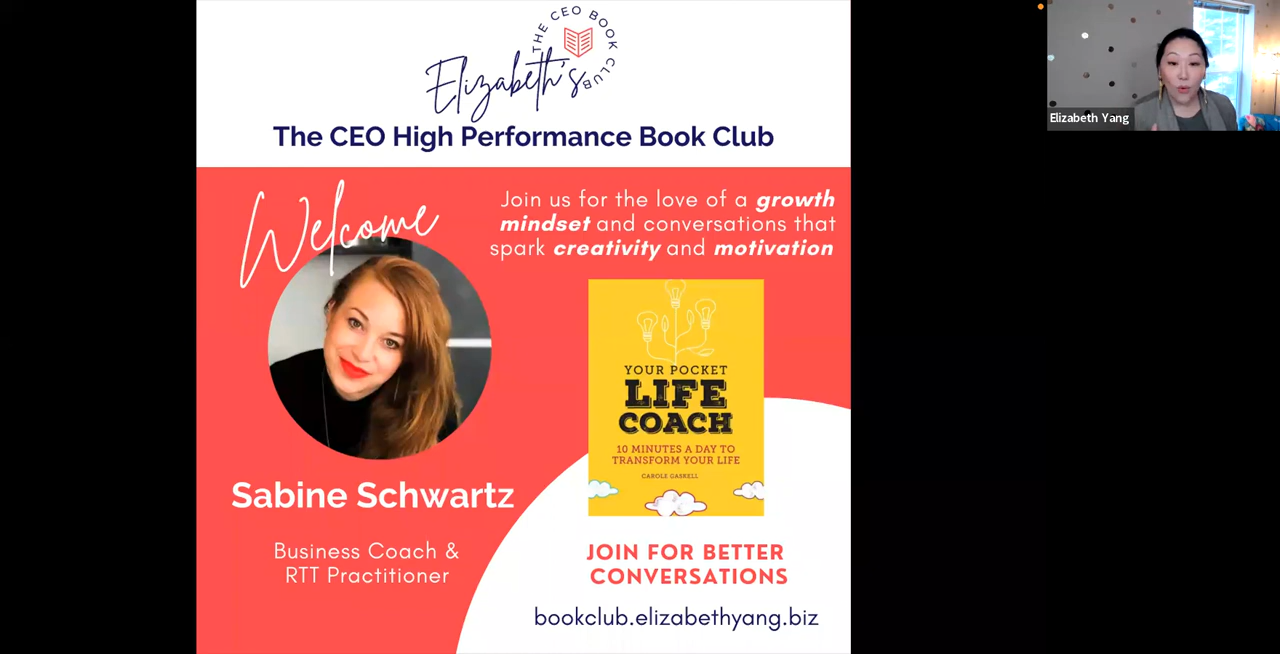 THE CEO BOOK CLUB
Elizabeth's
The CEO High Performance Book Club
Welcome
Join us for the love of a growth
mindset and conversations that
spark creativity and motivation
YOUR POCKET
LIFE
COACH
10 MINUTES A DAY TO
TRANSFORM YOUR LIFE
CAROLE GASKELL
Sabine Schwartz
Business Coach &
RTT Practitioner
JOIN FOR BETTER
CONVERSATIONS
bookclub.elizabethyang.biz
Elizabeth Yang